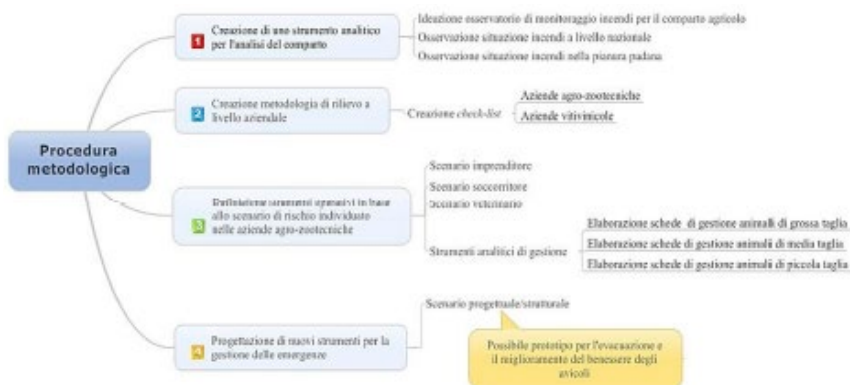 Procedura
metodologica
1
Creazione di uno strumento analitico
per l'analisi del comparto
Ideazione osservatorio di monitoraggio incendi per il comparto agricolo
Osservazione situazione incendi a livello nazionale
Osservazione situazione incendi nella pianura padana
2
Creazione metodologia di rilievo a
livello aziendale
Creazione check-list
Aziende agro-zootecniche
Aziende vitivinicole
3
Definizione strumenti operativi in base
allo scenario di rischio individuato
nelle aziende agro-zootecniche
Scenario imprenditore
Scenario soccorritore
Scenario veterinario
Strumenti analitici di gestione
Elaborazione schede di gestione animali di grossa taglia
Elaborazione schede di gestione animali di media taglia
Elaborazione schede di gestione animali di piccola taglia
4
Progettazione di nuovi strumenti per la
gestione delle emergenze
Scenario progettuale/strutturale
Possibile prototipo per l'evacuazione e
il miglioramento del benessere degli
avicoli